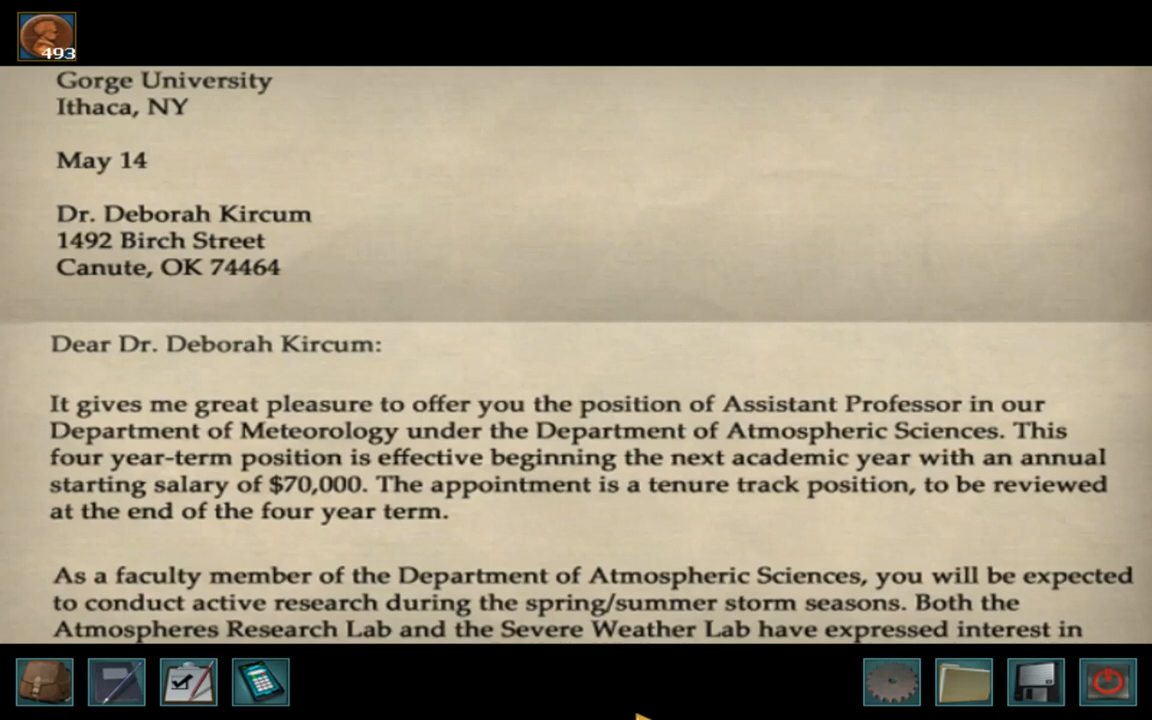 493
Gorge University
Ithaca, NY
May 14
Dr. Deborah Kircum
1492 Birch Street
Canute, OK 74464
Dear Dr. Deborah Kircum:
It gives me great pleasure to offer you the position of Assistant Professor in our
Department of Meteorology under the Department of Atmospheric Sciences. This
four year-term position is effective beginning the next academic year with an annual
starting salary of $70,000. The appointment is a tenure track position, to be reviewed
at the end of the four year term.
As a faculty member of the Department of Atmospheric Sciences, you will be expected
to conduct active research during the spring/summer storm seasons. Both the
Atmospheres Research Lab and the Severe Weather Lab have expressed interest in